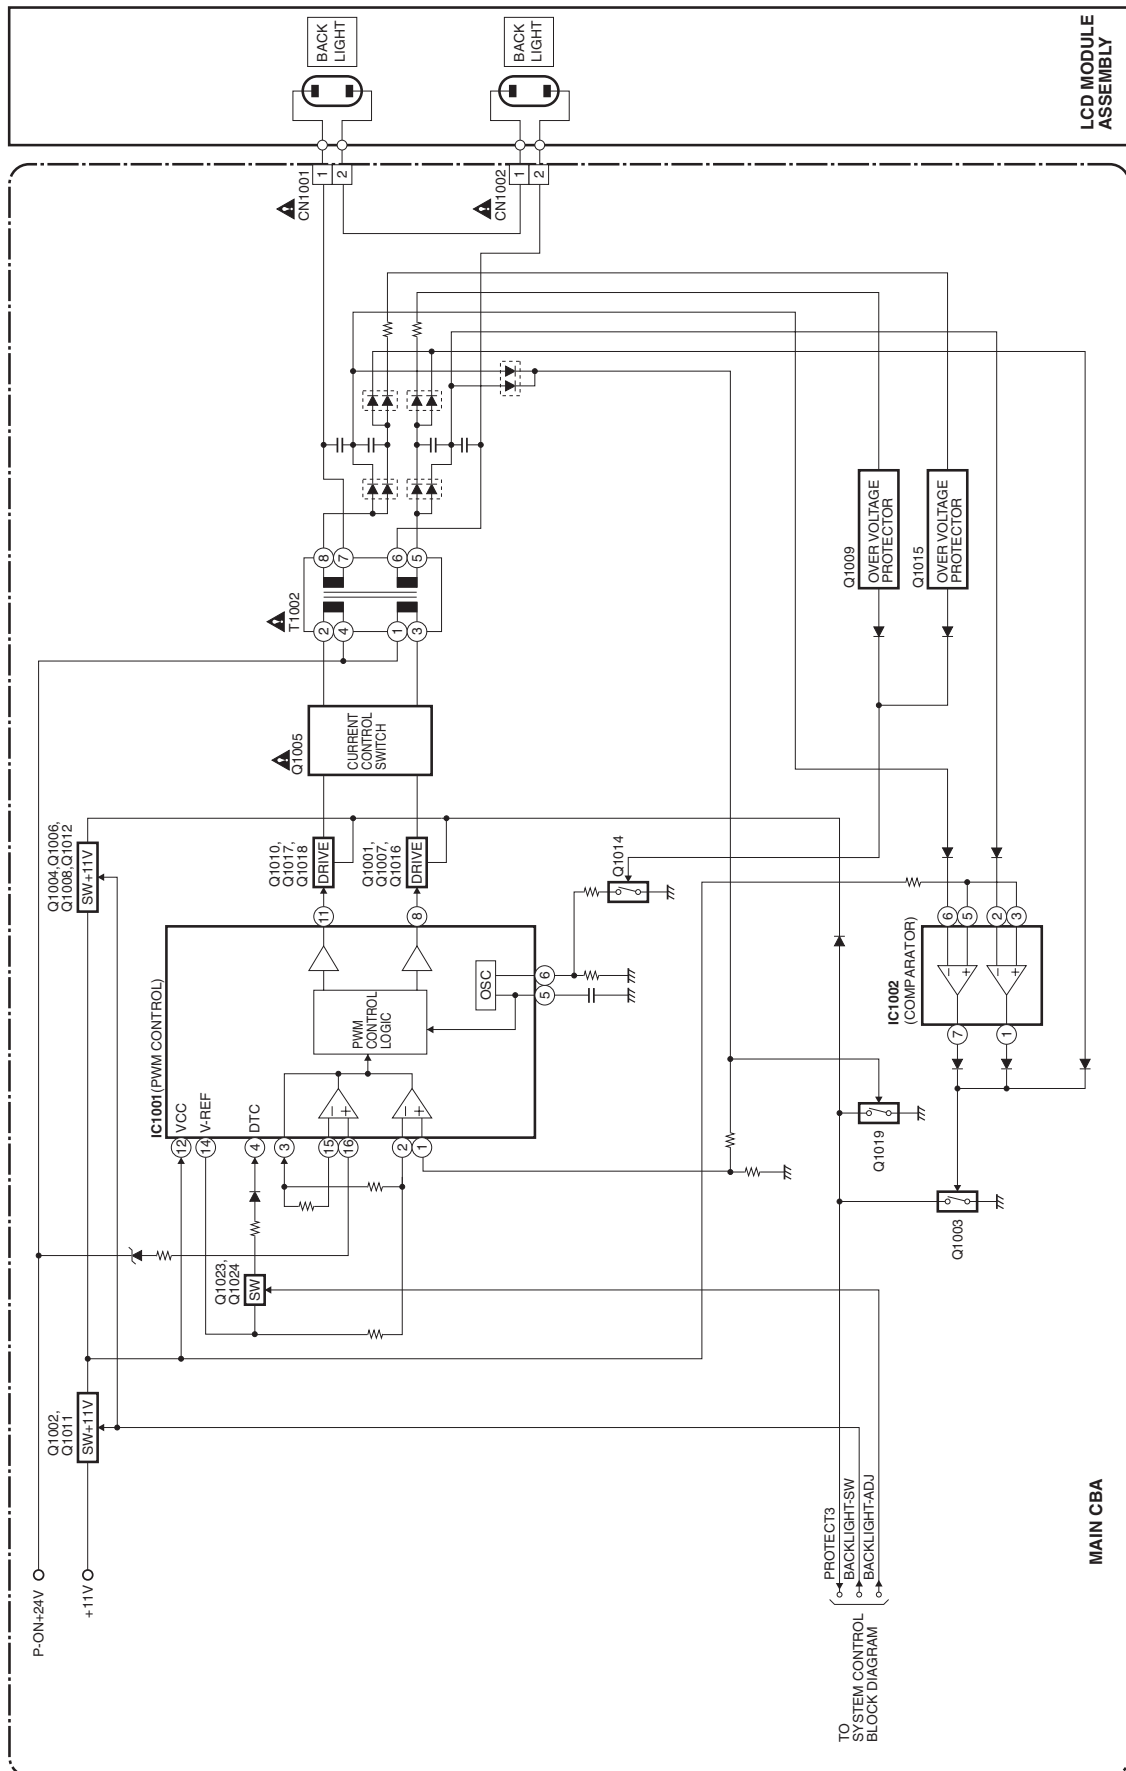 P-ON+24V
+11V
Q1002,
Q1011
SW+11V
Q1004,Q1006,
Q1008,Q1012
SW+11V
IC1001(PWM CONTROL)
12
VCC
14
V-REF
4
DTC
3
15
16
2
1
−
+
−
+
PWM
CONTROL
LOGIC
OSC
11
8
5
6
Q1023,
Q1024
SW
Q1010,
Q1017,
Q1018
DRIVE
Q1001,
Q1007,
Q1016
DRIVE
Q1005
CURRENT
CONTROL
SWITCH
T1002
2
4
1
3
8
7
6
5
CN1001
1
2
CN1002
1
2
BACK
LIGHT
BACK
LIGHT
LCD MODULE
ASSEMBLY
Q1014
Q1009
OVER VOLTAGE
PROTECTOR
Q1015
OVER VOLTAGE
PROTECTOR
IC1002
(COMPARATOR)
6
5
2
3
−
+
−
+
7
1
Q1019
Q1003
TO
SYSTEM CONTROL
BLOCK DIAGRAM
PROTECT3
BACKLIGHT-SW
BACKLIGHT-ADJ
MAIN CBA